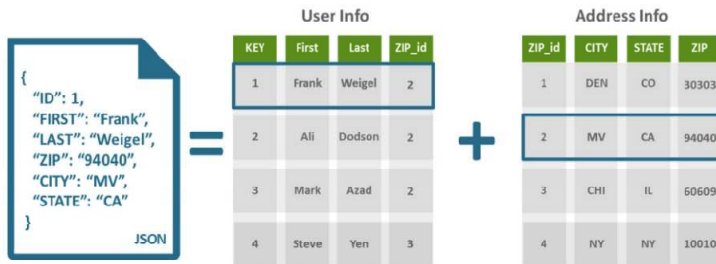 User Info
Address Info
{
"ID": 1,
"FIRST": "Frank",
"LAST": "Weigel",
"ZIP": "94040",
"CITY": "MV",
"STATE": "CA"
}
JSON
=
KEY First Last ZIP_id
1 Frank Weigel 2
2 Ali Dodson 2
3 Mark Azad 2
4 Steve Yen 3
+
ZIP_id CITY STATE ZIP
1 DEN CO 30303
2 MV CA 94040
3 CHI IL 60609
4 NY NY 10010